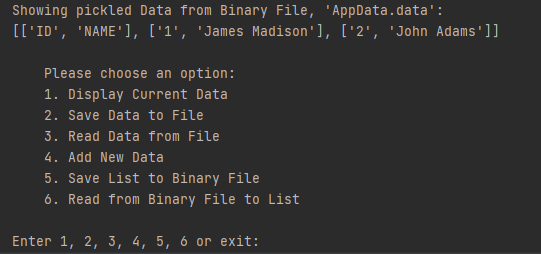 Showing pickled Data from Binary File, 'AppData.data':
[['ID', 'NAME'], ['1', 'James Madison'], ['2', 'John Adams']]
Please choose an option:
1. Display Current Data
2. Save Data to File
3. Read Data from File
4. Add New Data
5. Save List to Binary File
6. Read from Binary File to List
Enter 1, 2, 3, 4, 5, 6 or exit: